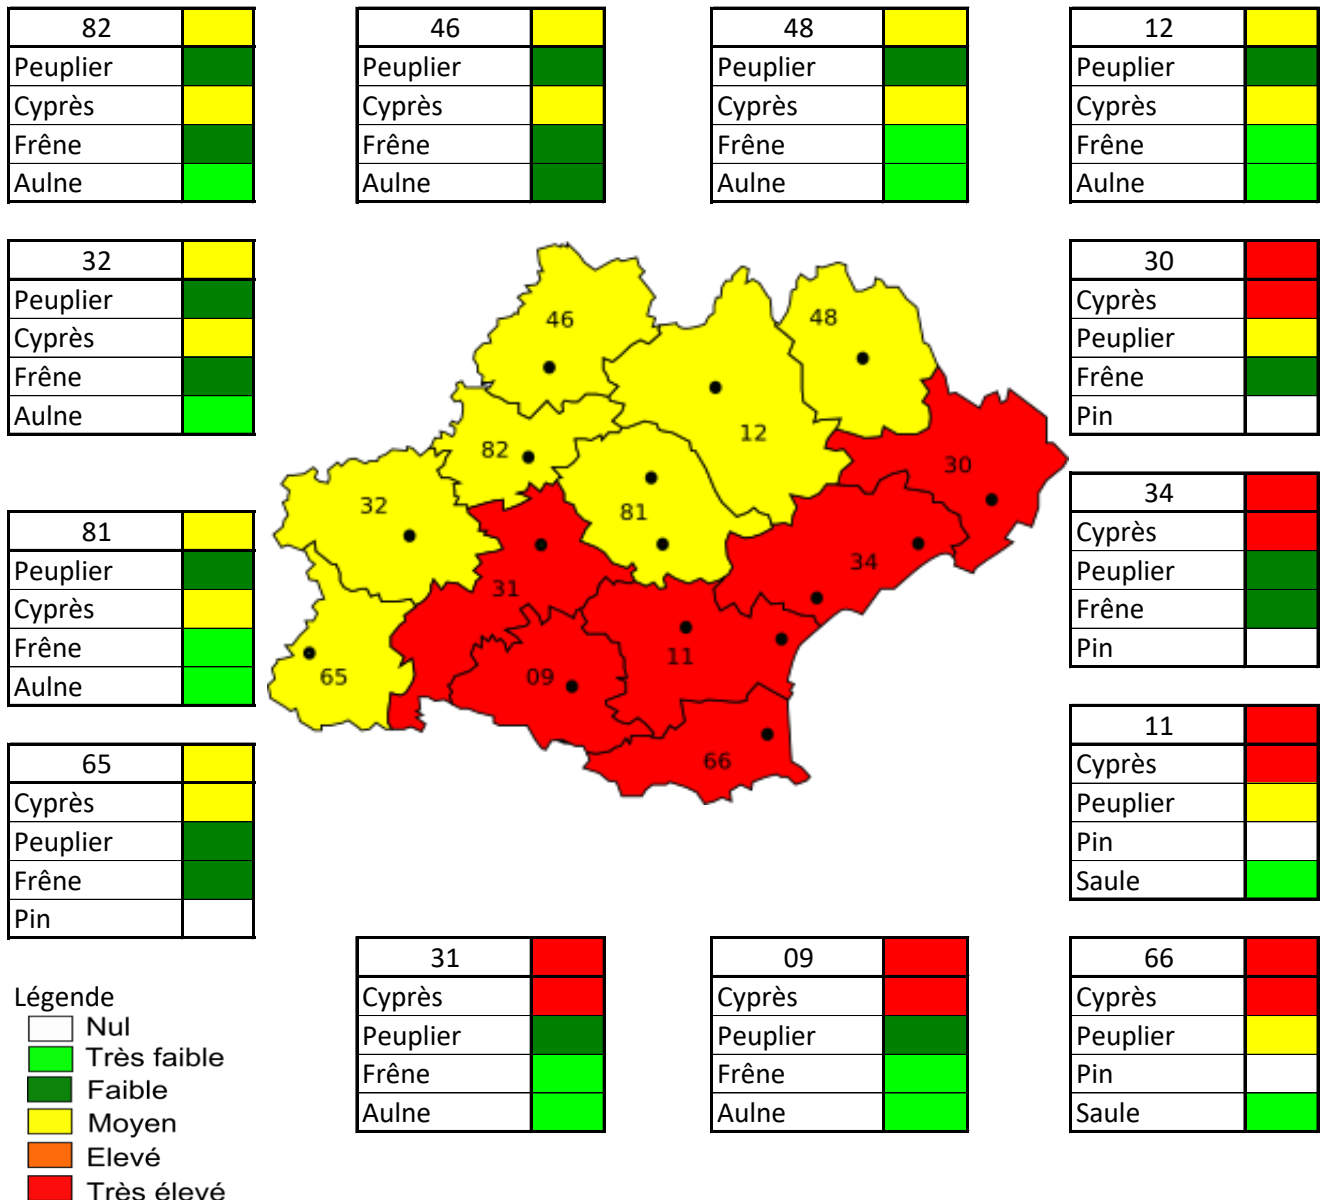 82
Peuplier
Cyprès
Frêne
Aulne
46
Peuplier
Cyprès
Frêne
Aulne
48
Peuplier
Cyprès
Frêne
Aulne
12
Peuplier
Cyprès
Frêne
Aulne
32
Peuplier
Cyprès
Frêne
Aulne
30
Cyprès
Peuplier
Frêne
Pin
81
Peuplier
Cyprès
Frêne
Aulne
34
Cyprès
Peuplier
Frêne
Pin
65
Cyprès
Peuplier
Frêne
Pin
11
Cyprès
Peuplier
Pin
Saule
46
48
12
82
30
32
81
34
31
11
65
09
66
31
Cyprès
Peuplier
Frêne
Aulne
09
Cyprès
Peuplier
Frêne
Aulne
66
Cyprès
Peuplier
Pin
Saule
Légende
Nul
Très faible
Faible
Moyen
Elevé
Très élevé